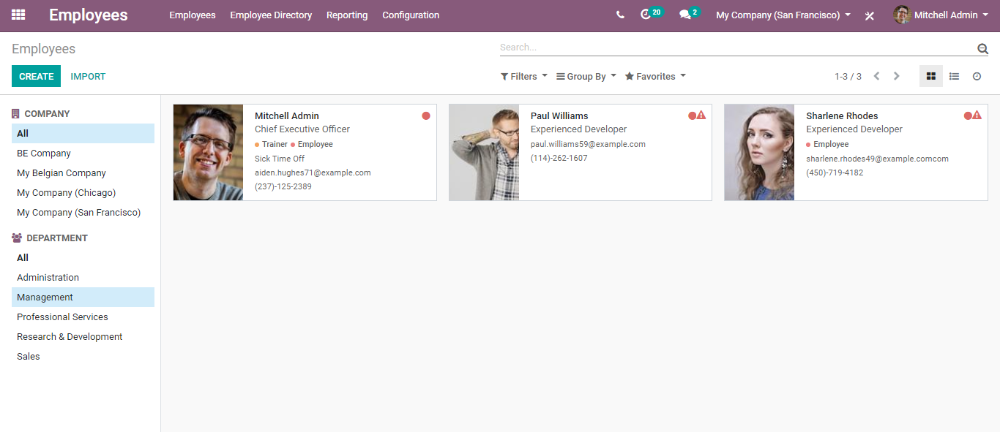 Employees Employees Employee Directory Reporting Configuration 20 2 My Company (San Francisco) Mitchell Admin
Employees Search...
CREATE IMPORT Filters Group By Favorites 1-3 / 3
COMPANY
All
BE Company
My Belgian Company
My Company (Chicago)
My Company (San Francisco)
DEPARTMENT
All
Administration
Management
Professional Services
Research & Development
Sales
Mitchell Admin
Chief Executive Officer
Trainer Employee
Sick Time Off
aiden.hughes71@example.com
(237)-125-2389
Paul Williams
Experienced Developer
paul.williams59@example.com
(114)-262-1607
Sharlene Rhodes
Experienced Developer
Employee
sharlene.rhodes49@example.comcom
(450)-719-4182